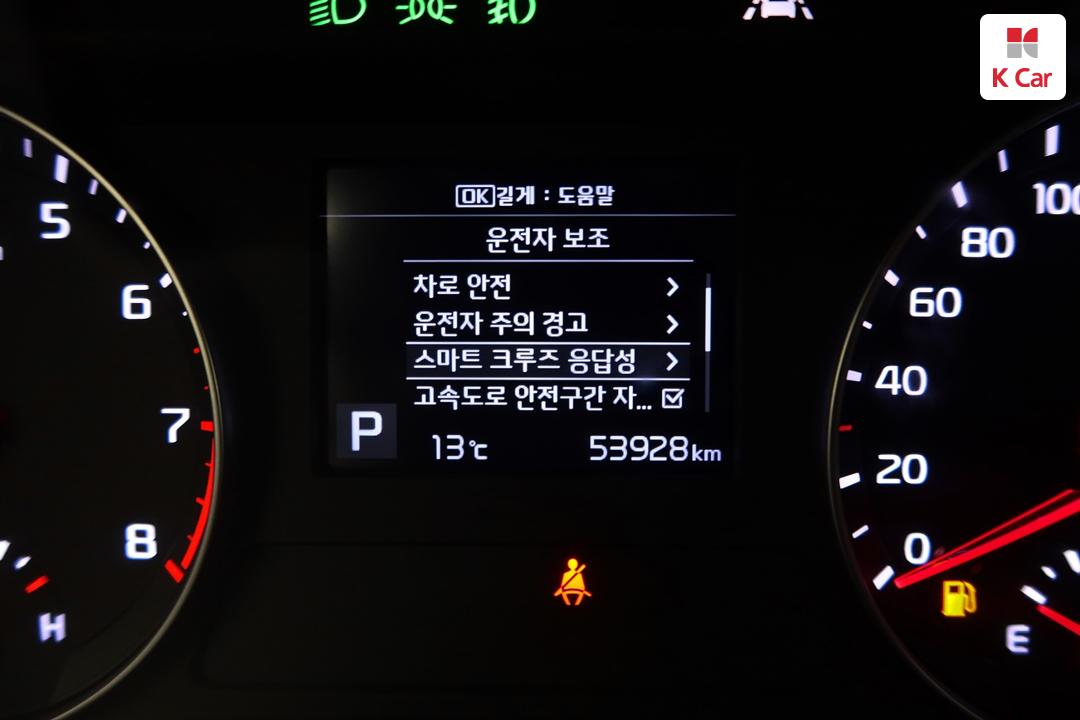 K Car
OK길게 : 도움말
운전자 보조
차로 안전
운전자 주의 경고
스마트 크루즈 응답성
고속도로 안전구간 자...
P
13℃
53928km
5
6
7
8
H
100
80
60
40
20
0
E